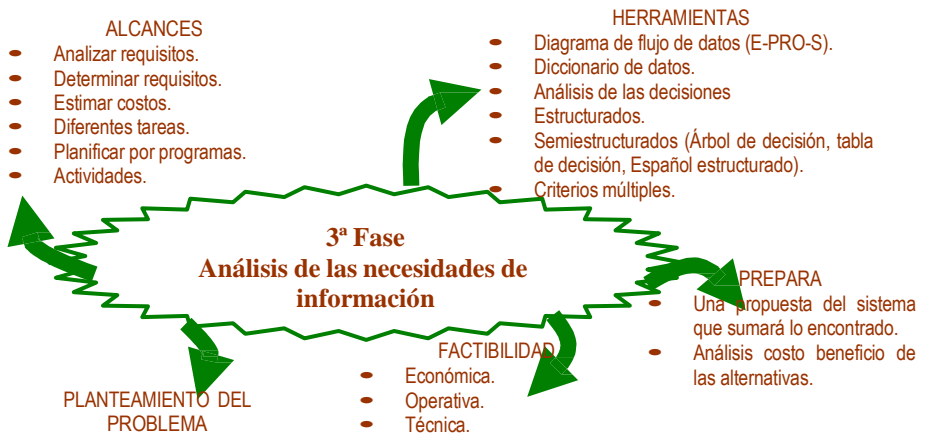 ALCANCES
Analizar requisitos.
Determinar requisitos.
Estimar costos.
Diferentes tareas.
Planificar por programas.
Actividades.
HERRAMIENTAS
Diagrama de flujo de datos (E-PRO-S).
Diccionario de datos.
Análisis de las decisiones
Estructurados.
Semiestructurados (Árbol de decisión, tabla
de decisión, Español estructurado).
Criterios múltiples.
3ª Fase
Análisis de las necesidades de
información
PREPARA
Una propuesta del sistema
que sumará lo encontrado.
Análisis costo beneficio de
las alternativas.
FACTIBILIDAD
Económica.
Operativa.
Técnica.
PLANTEAMIENTO DEL
PROBLEMA